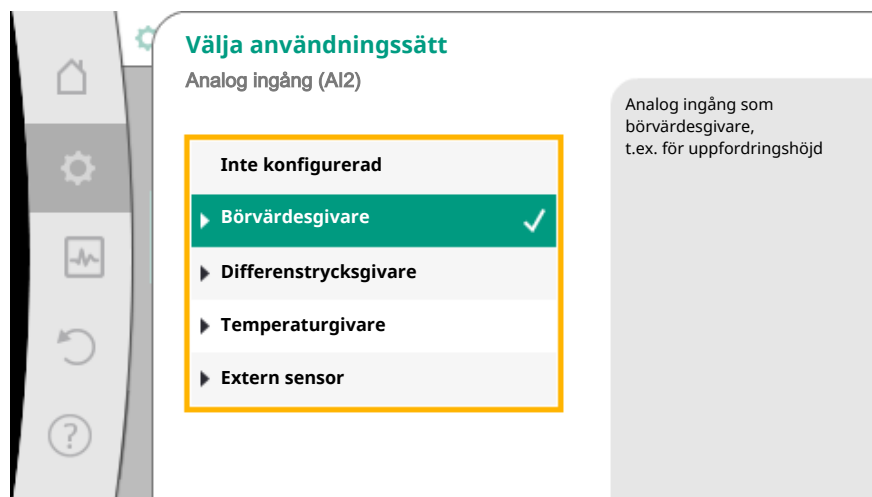 Välja användningssätt
Analog ingång (AI2)
Inte konfigurerad
Börvärdesgivare
Differenstrycksgivare
Temperaturgivare
Extern sensor
Analog ingång som
börvärdesgivare,
t.ex. för uppfordringshöjd
?